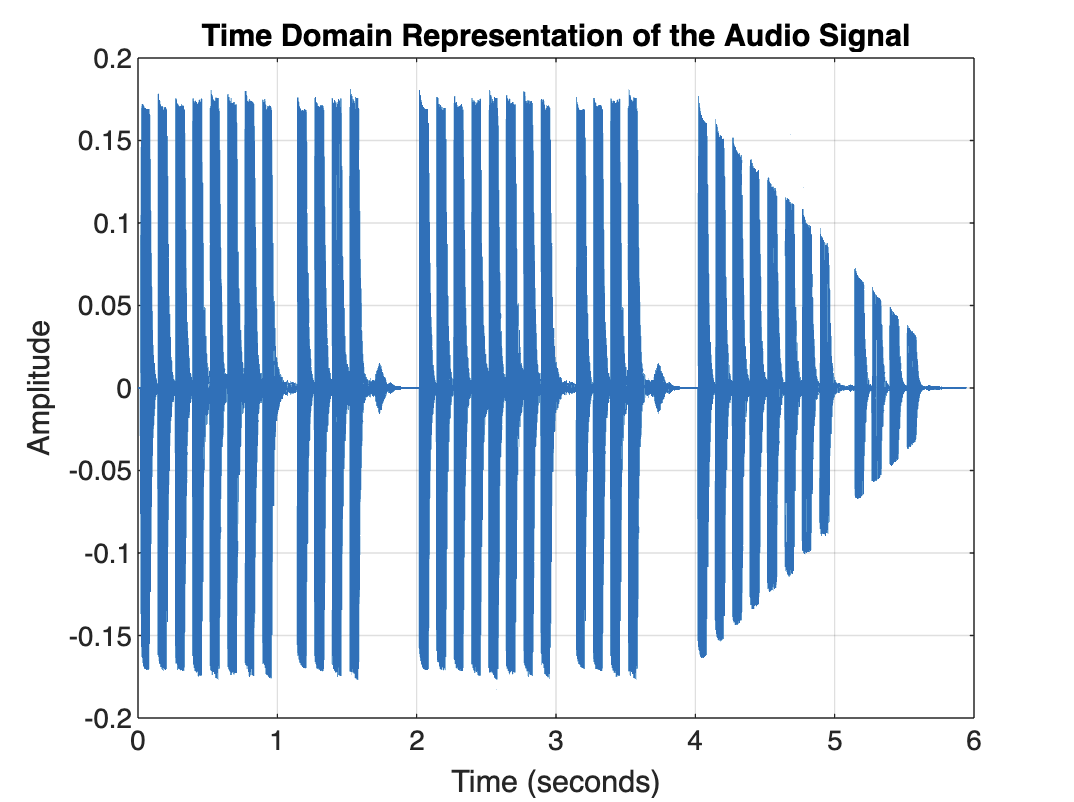 Time Domain Representation of the Audio Signal
0.2
0.15
0.1
0.05
0
-0.05
-0.1
-0.15
-0.2
Amplitude
0 1 2 3 4 5 6
Time (seconds)